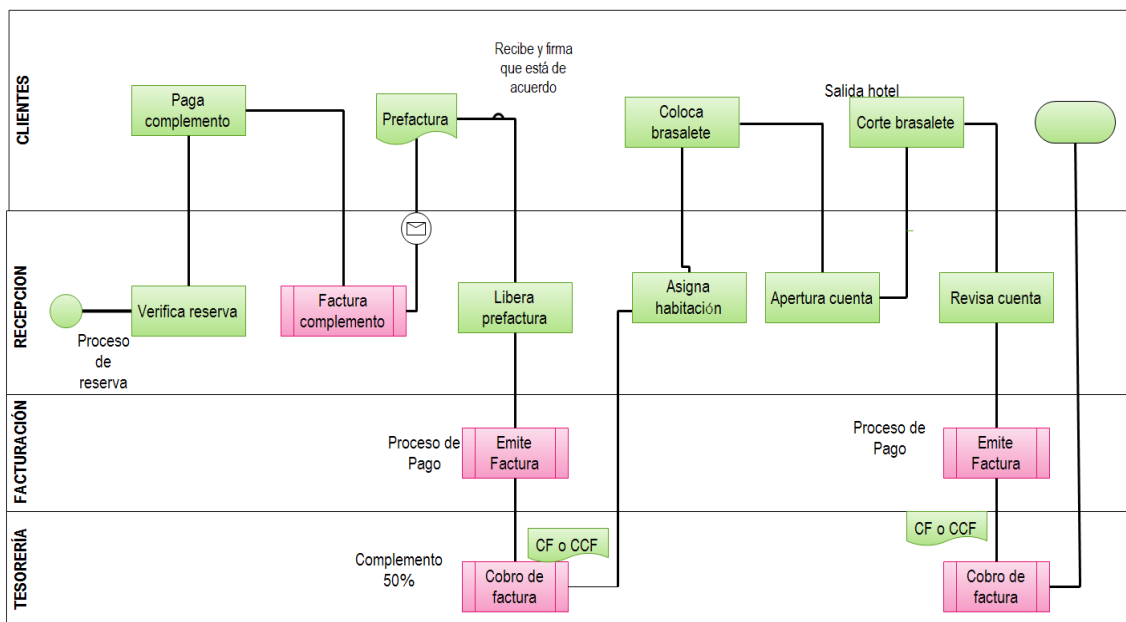 CLIENTES
Paga
complemento
Prefactura
Recibe y firma
que está de
acuerdo
Coloca
brasalete
Salida hotel
Corte brasalete
RECEPCION
Proceso
de
reserva
Verifica reserva
Factura
complemento
Libera
prefactura
Asigna
habitación
Apertura cuenta
Revisa cuenta
FACTURACIÓN
Proceso de
Pago
Emite
Factura
Proceso de
Pago
Emite
Factura
TESORERÍA
Complemento
50%
CF o CCF
Cobro de
factura
CF o CCF
Cobro de
factura